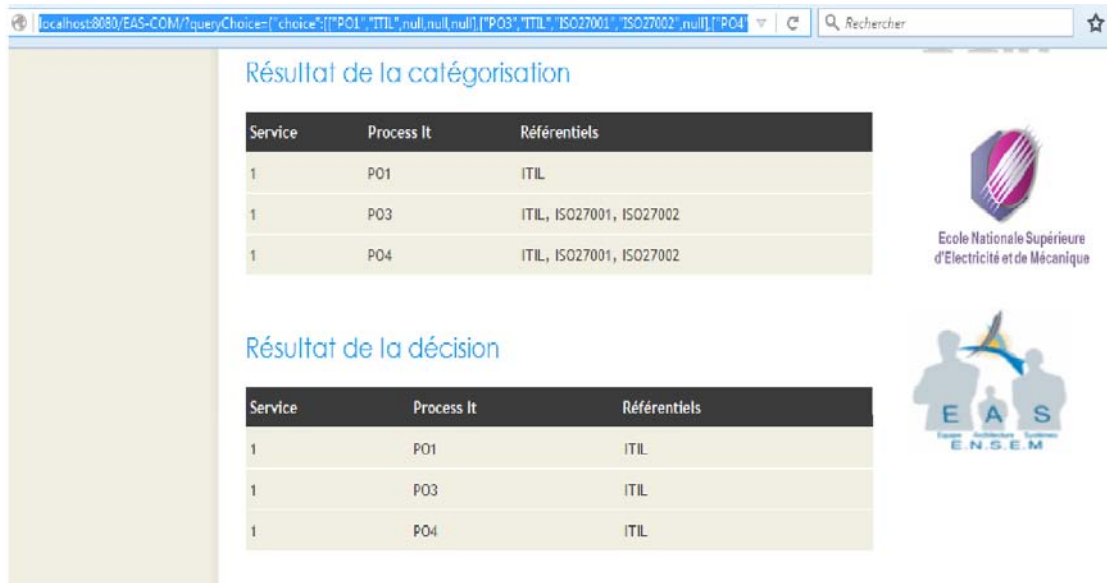 localhost:8080/EAS-COM/?queryChoice={"choice":[["PO1","ITIL",null,null,null],["PO3","ITIL","ISO27001","ISO27002",null],["PO4" Rechercher
Résultat de la catégorisation
Service Process It Référentiels
1 PO1 ITIL
1 PO3 ITIL, ISO27001, ISO27002
1 PO4 ITIL, ISO27001, ISO27002
Ecole Nationale Supérieure
d'Electricité et de Mécanique
Résultat de la décision
Service Process It Référentiels
1 PO1 ITIL
1 PO3 ITIL
1 PO4 ITIL
E A S
Equipe Architecture Systèmes
E.N.S.E.M